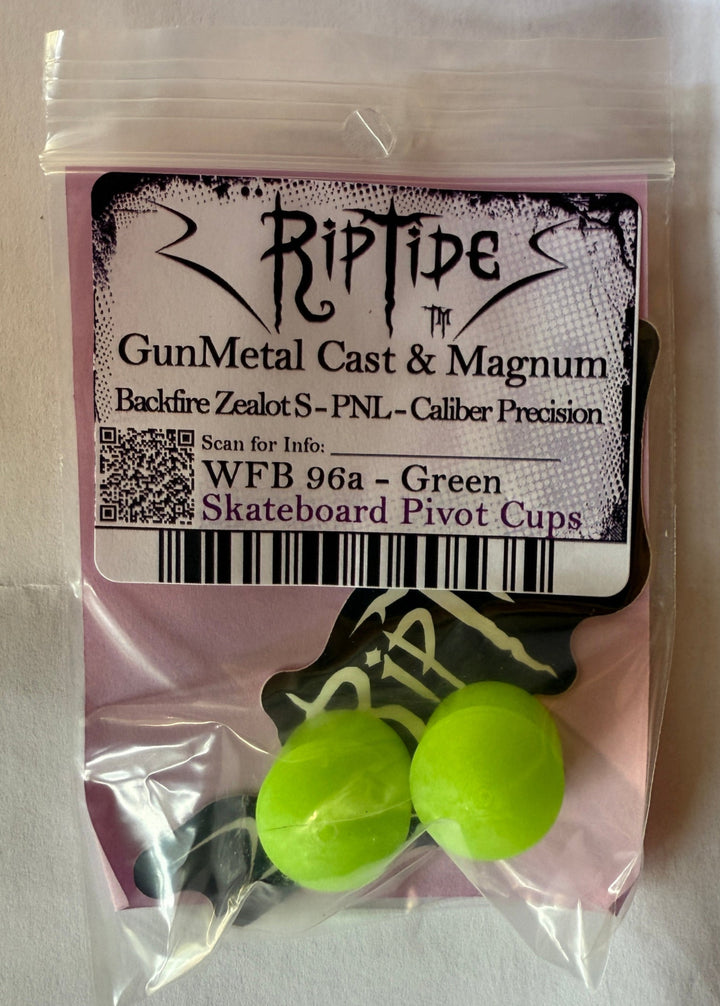 RIPTIDE
TM
GunMetal Cast & Magnum
Backfire Zealot S - PNL - Caliber Precision
Scan for Info:
WFB 96a - Green
Skateboard Pivot Cups
Rip